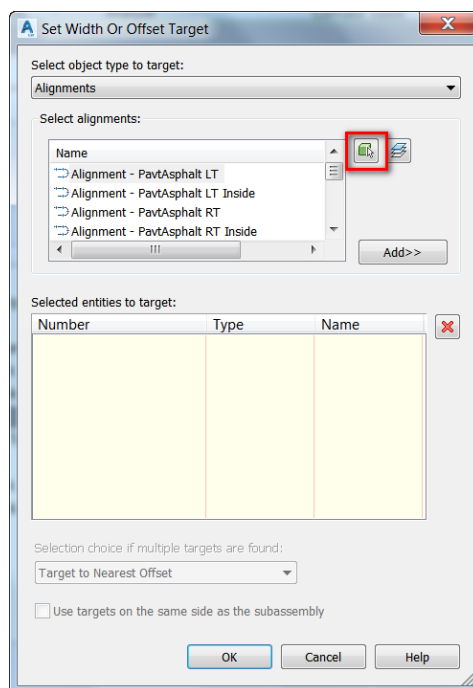 Set Width Or Offset Target
Select object type to target:
Alignments
Select alignments:
Name
Alignment - PavtAsphalt LT
Alignment - PavtAsphalt LT Inside
Alignment - PavtAsphalt RT
Alignment - PavtAsphalt RT Inside
Add>>
Selected entities to target:
Number Type Name
Selection choice if multiple targets are found:
Target to Nearest Offset
Use targets on the same side as the subassembly
OK Cancel Help